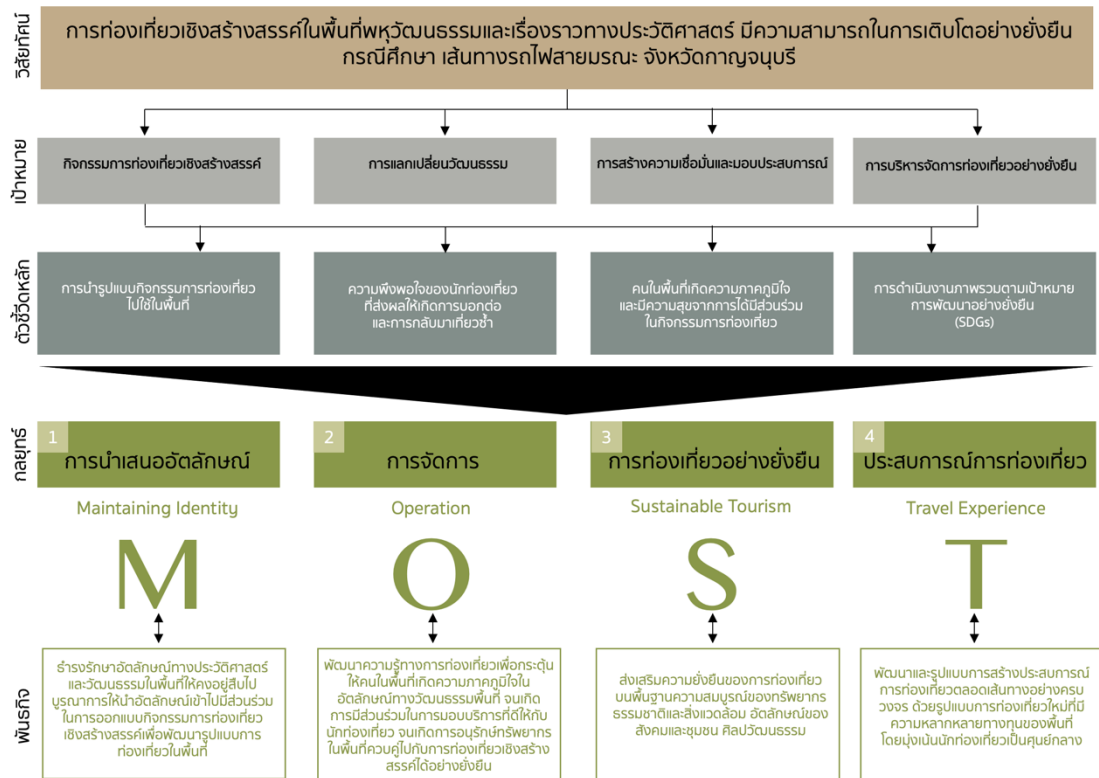 วิสัยทัศน์
การท่องเที่ยวเชิงสร้างสรรค์ในพื้นที่พหุวัฒนธรรมและเรื่องราวทางประวัติศาสตร์ มีความสามารถในการเติบโตอย่างยั่งยืน
กรณีศึกษา เส้นทางรถไฟสายมรณะ จังหวัดกาญจนุบรี
เป้าหมาย
กิจกรรมการท่องเที่ยวเชิงสร้างสรรค์
การแลกเปลี่ยนวัฒนธรรม
การสร้างความเชื่อมั่นและมอบประสบการณ์
การบริหารจัดการท่องเที่ยวอย่างยั่งยืน
ตัวชี้วัดหลัก
การนำรูปแบบกิจกรรมการท่องเที่ยว
ไปใช้ในพื้นที่
ความพึงพอใจของนักท่องเที่ยว
ที่ส่งผลให้เกิดการบอกต่อ
และการกลับมาเที่ยวซ้ำ
คนในพื้นที่เกิดความภาคภูมิใจ
และมีความสุขจากการได้มีส่วนร่วม
ในกิจกรรมการท่องเที่ยว
การดำเนินงานภาพรวมตามเป้าหมาย
การพัฒนาอย่างยั่งยืน
(SDGs)
กลยุทธ์
1
การนำเสนออัตลักษณ์
2
การจัดการ
3
การท่องเที่ยวอย่างยั่งยืน
4
ประสบการณ์การท่องเที่ยว
Maintaining Identity
Operation
Sustainable Tourism
Travel Experience
M
O
S
T
พันธกิจ
ธำรงรักษาอัตลักษณ์ทางประวัติศาสตร์
และวัฒนธรรมในพื้นที่ให้คงอยู่สืบไป
บูรณาการให้นำอัตลักษณ์เข้าไปมีส่วนร่วม
ในการออกแบบกิจกรรมการท่องเที่ยว
เชิงสร้างสรรค์เพื่อพัฒนารูปแบบการ
ท่องเที่ยวในพื้นที่
พัฒนาความรู้ทางการท่องเที่ยวเพื่อกระตุ้น
ให้คนในพื้นที่เกิดความภาคภูมิใจใน
อัตลักษณ์ทางวัฒนธรรมพื้นที่ จนเกิด
การมีส่วนร่วมในการมอบบริการที่ดีให้กับ
นักท่องเที่ยว จนเกิดการอนุรักษ์ทรัพยากร
ในพื้นที่ควบคู่ไปกับการท่องเที่ยวเชิงสร้าง
สรรค์ได้อย่างยั่งยืน
ส่งเสริมความยั่งยืนของการท่องเที่ยว
บนพื้นฐานความสมบูรณ์ของทรัพยากร
ธรรมชาติและสิ่งแวดล้อม อัตลักษณ์ของ
สังคมและชุมชน ศิลปวัฒนธรรม
พัฒนาและรูปแบบการสร้างประสบการณ์
การท่องเที่ยวตลอดเส้นทางอย่างครบ
วงจร ด้วยรูปแบบการท่องเที่ยวใหม่ที่มี
ความหลากหลายทางทุนของพื้นที่
โดยมุ่งเน้นนักท่องเที่ยวเป็นศูนย์กลาง